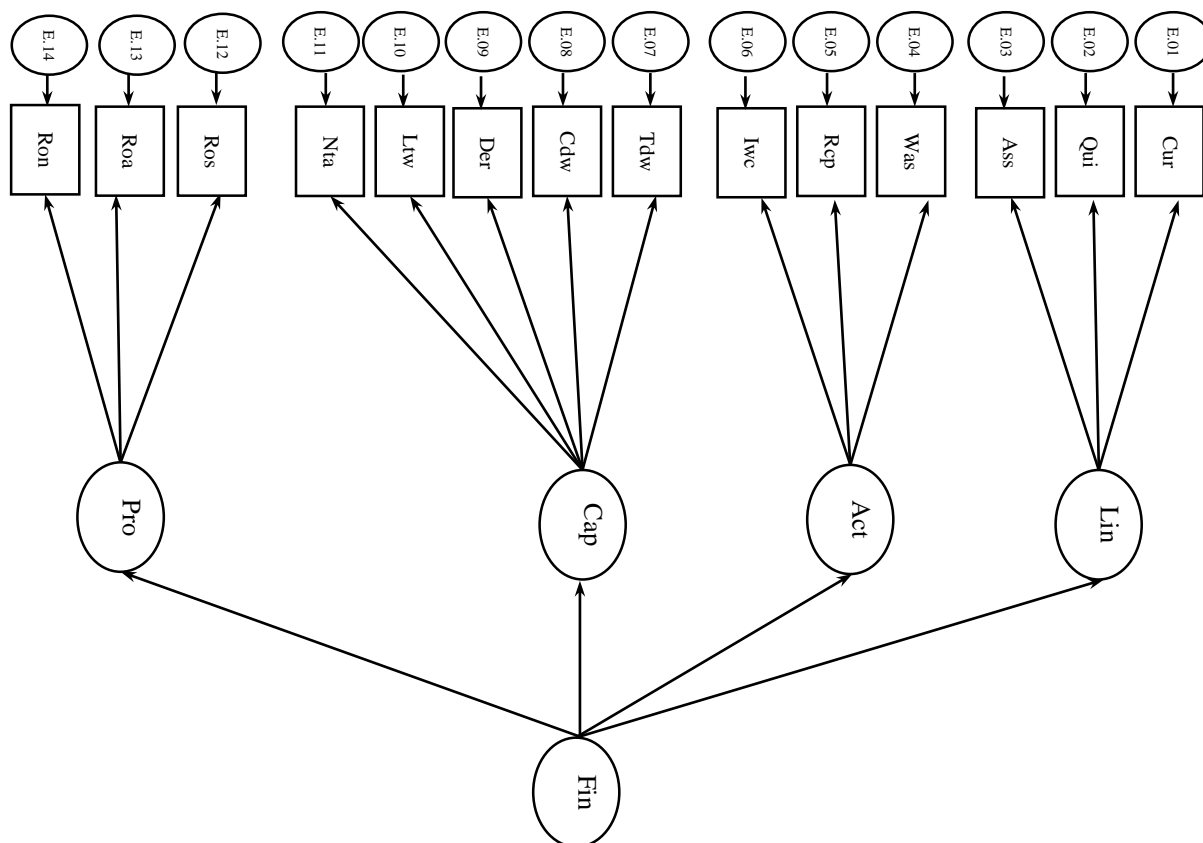 E.14
E.13
E.12
E.11
E.10
E.09
E.08
E.07
E.06
E.05
E.04
E.03
E.02
E.01
Ron
Roa
Ros
Nta
Ltw
Der
Cdw
Tdw
Iwc
Rcp
Was
Ass
Qui
Cur
Pro
Cap
Act
Lin
Fin